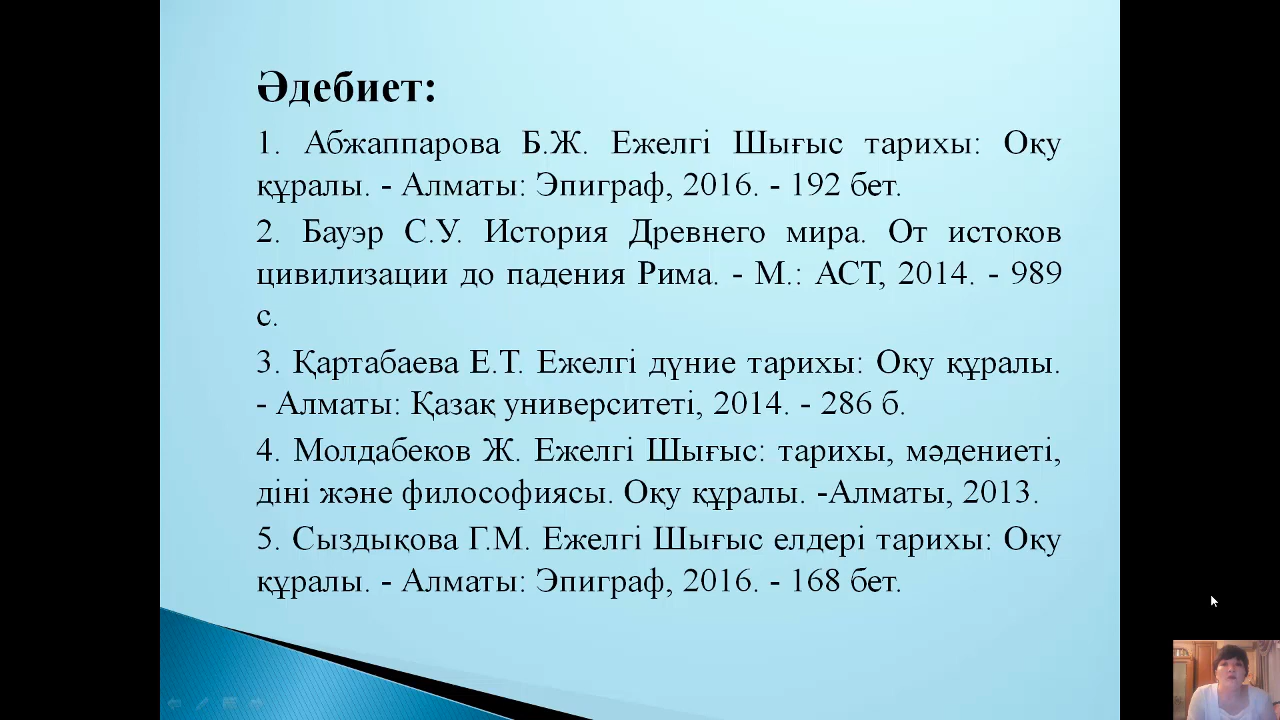 Әдебиет:
1. Абжаппарова Б.Ж. Ежелгі Шығыс тарихы: Оқу
құралы. - Алматы: Эпиграф, 2016. - 192 бет.
2. Бауэр С.У. История Древнего мира. От истоков
цивилизации до падения Рима. - М.: АСТ, 2014. - 989
с.
3. Қартабаева Е.Т. Ежелгі дүние тарихы: Оқу құралы.
- Алматы: Қазақ университеті, 2014. - 286 б.
4. Молдабеков Ж. Ежелгі Шығыс: тарихы, мәдениеті,
діні және философиясы. Оқу құралы. -Алматы, 2013.
5. Сыздықова Г.М. Ежелгі Шығыс елдері тарихы: Оқу
құралы. - Алматы: Эпиграф, 2016. - 168 бет.